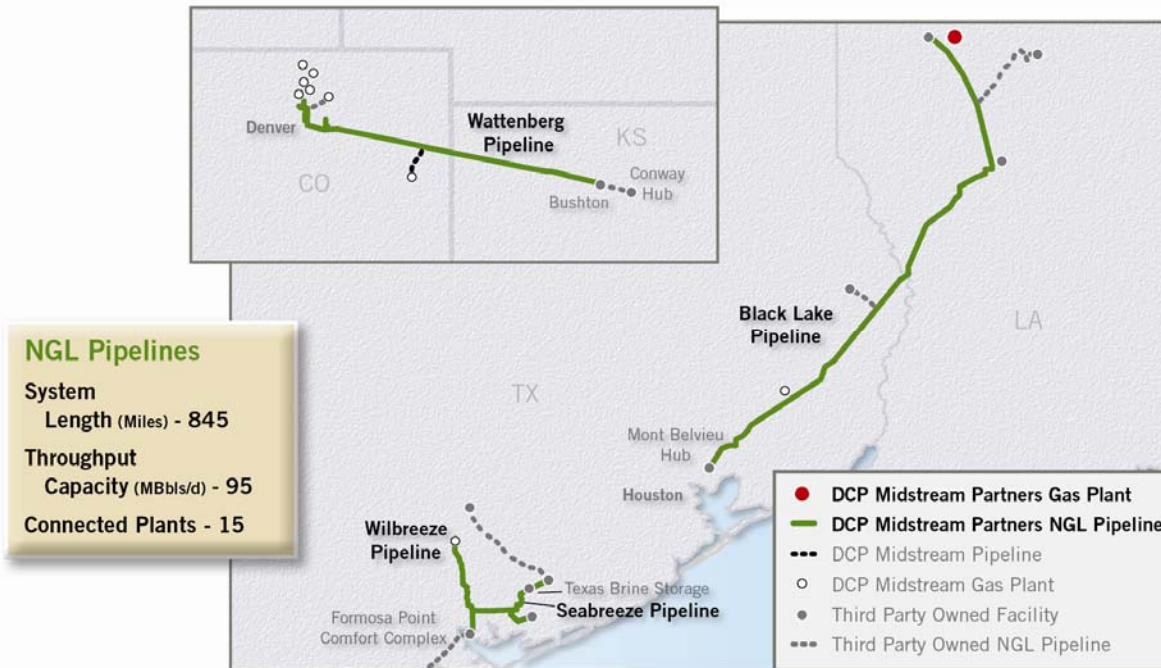 Denver
Wattenberg
Pipeline
KS
CO
Conway
Hub
Bushton
NGL Pipelines
System
Length (Miles) - 845
Throughput
Capacity (MBbls/d) - 95
Connected Plants - 15
Black Lake
Pipeline
LA
TX
Mont Belvieu
Hub
Houston
Wilbreeze
Pipeline
Texas Brine Storage
Seabreeze Pipeline
Formosa Point
Comfort Complex
DCP Midstream Partners Gas Plant
DCP Midstream Partners NGL Pipeline
DCP Midstream Pipeline
DCP Midstream Gas Plant
Third Party Owned Facility
Third Party Owned NGL Pipeline